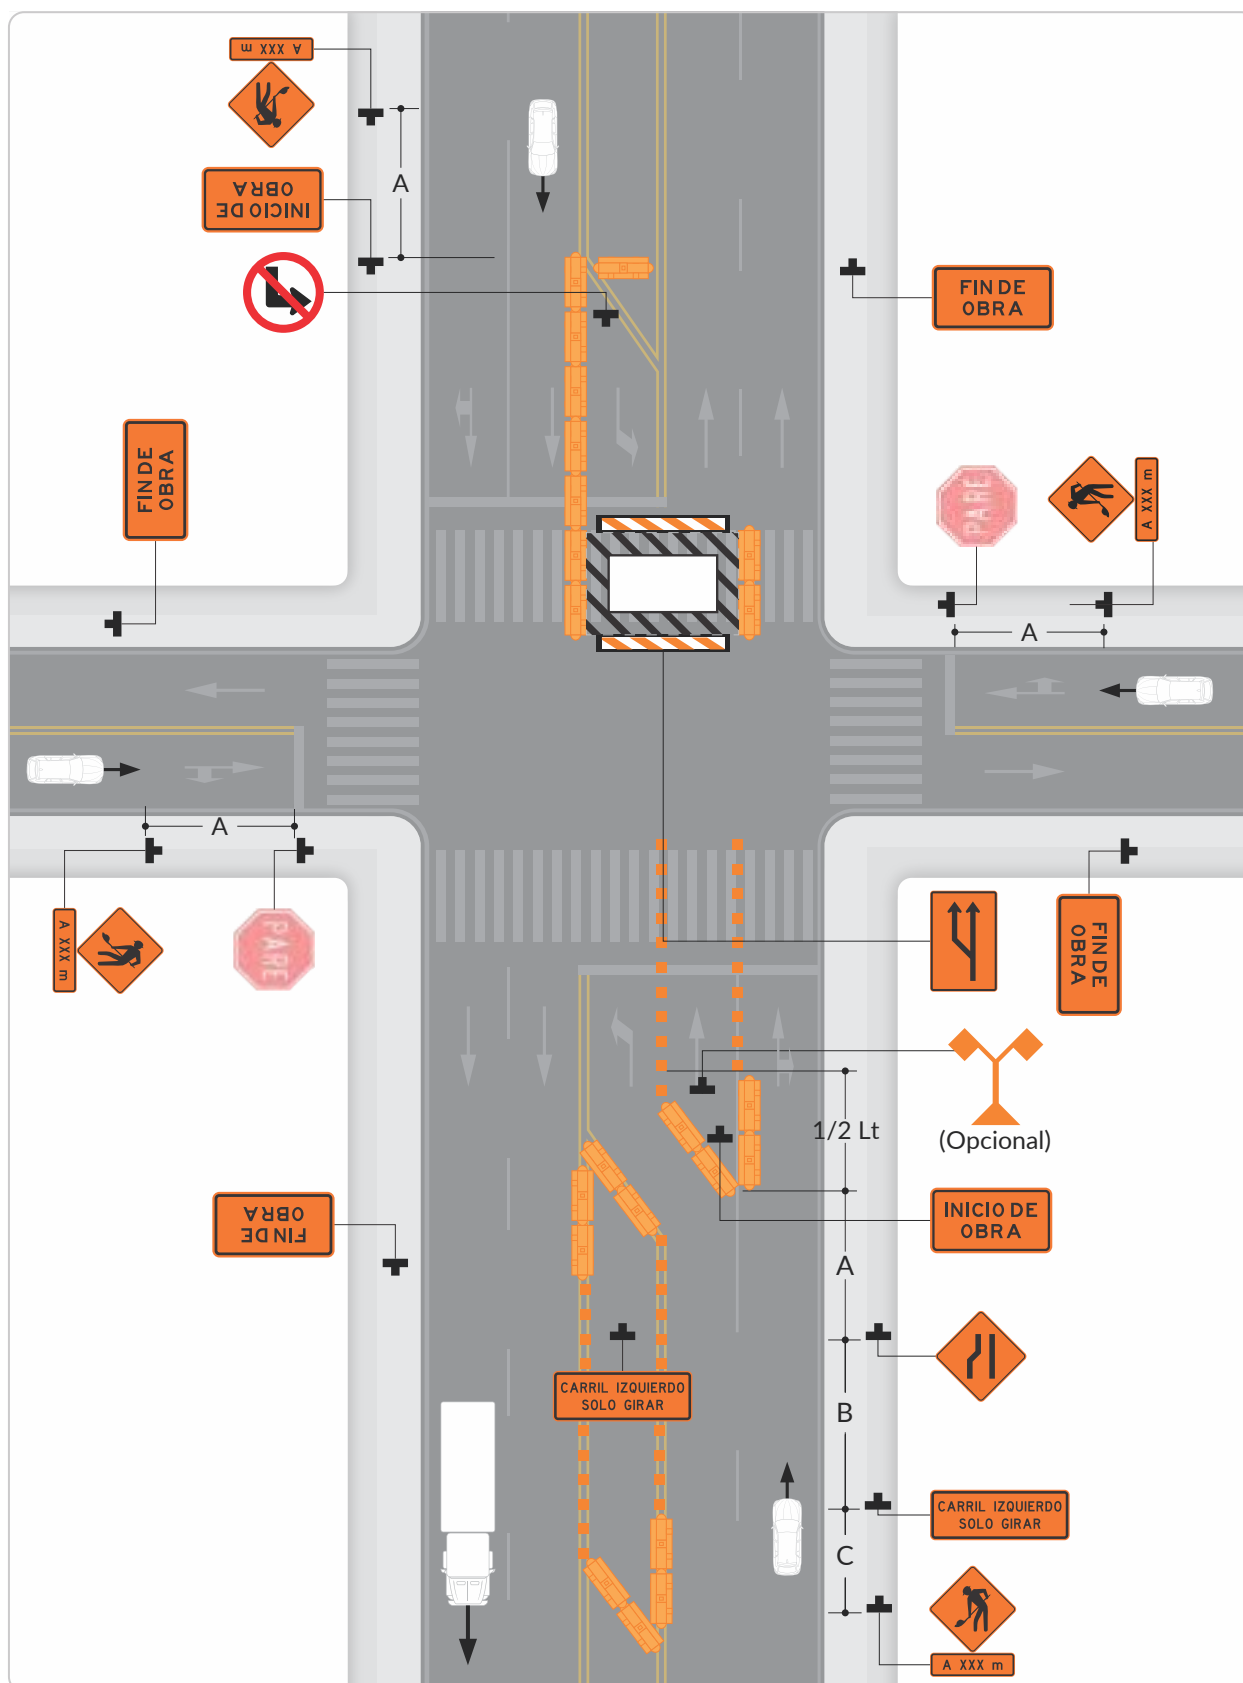 A XXX m
INICIO DE
OBRA
A
FIN DE
OBRA
FIN DE
OBRA
PARE
A XXX m
A
A
A XXX m
PARE
FIN DE
OBRA
(Opcional)
1/2 Lt
FIN DE
OBRA
INICIO DE
OBRA
A
CARRIL IZQUIERDO
SOLO GIRAR
B
CARRIL IZQUIERDO
SOLO GIRAR
C
A XXX m